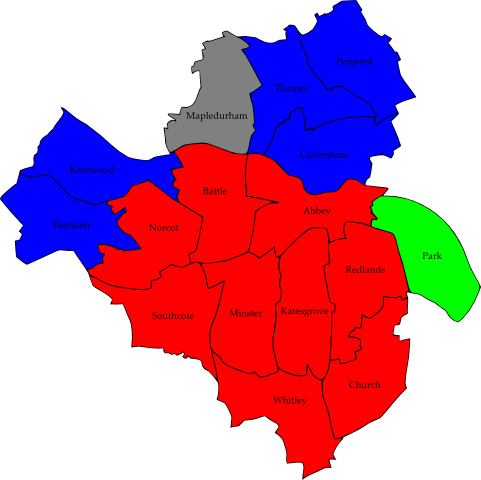 Peppard
Thames
Mapledurham
Caversham
Kentwood
Battle
Abbey
Tilehurst
Norcot
Park
Redlands
Southcote
Minster
Katesgrove
Church
Whitley